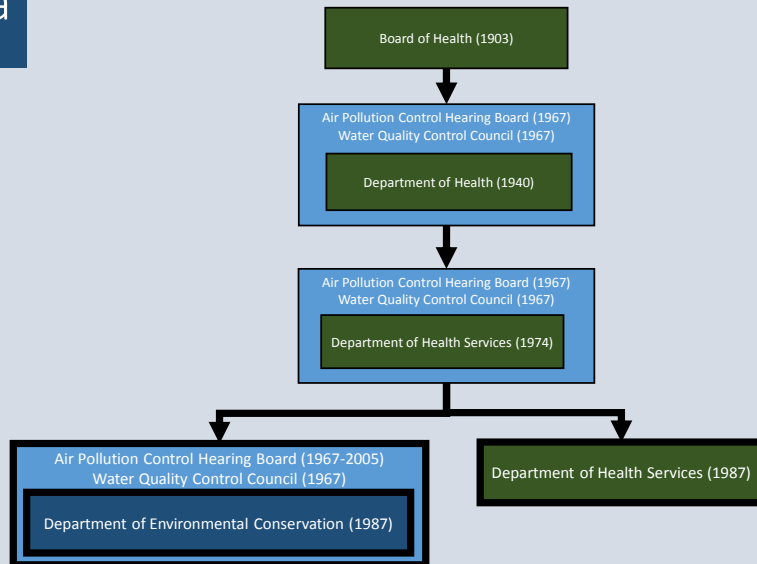 a
Board of Health (1903)
Air Pollution Control Hearing Board (1967)
Water Quality Control Council (1967)
Department of Health (1940)
Air Pollution Control Hearing Board (1967)
Water Quality Control Council (1967)
Department of Health Services (1974)
Air Pollution Control Hearing Board (1967-2005)
Water Quality Control Council (1967)
Department of Environmental Conservation (1987)
Department of Health Services (1987)